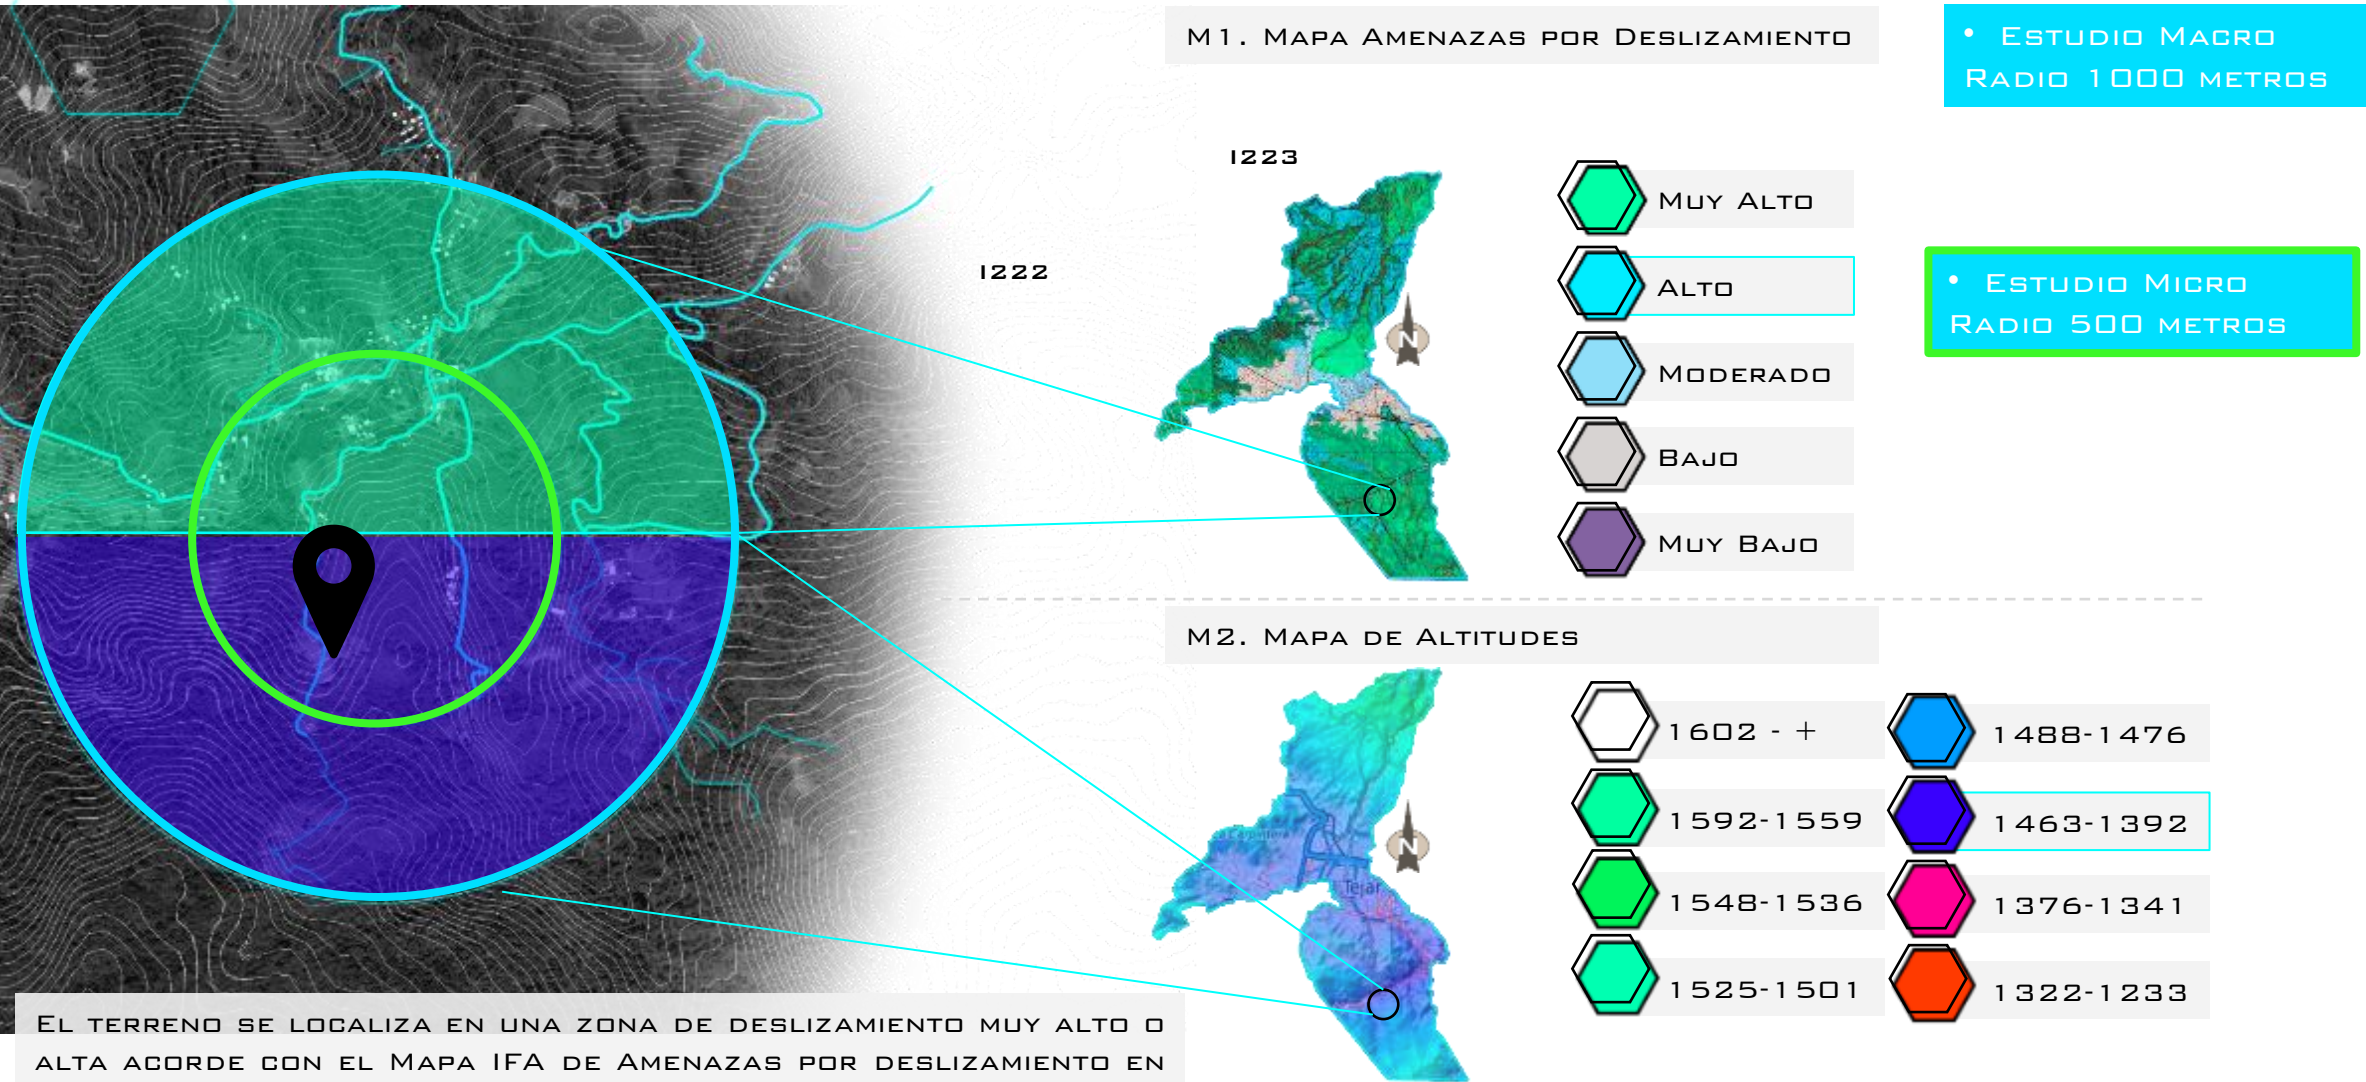 M1. Mapa Amenazas por Deslizamiento
• Estudio Macro
Radio 1000 metros
1223
1222
Muy Alto
Alto
Moderado
Bajo
Muy Bajo
N
• Estudio Micro
Radio 500 metros
M2. Mapa de Altitudes
Tejar
N
1602 - +
1592-1559
1548-1536
1525-1501
1488-1476
1463-1392
1376-1341
1322-1233
El terreno se localiza en una zona de deslizamiento muy alto o
alta acorde con el Mapa IFA de Amenazas por deslizamiento en